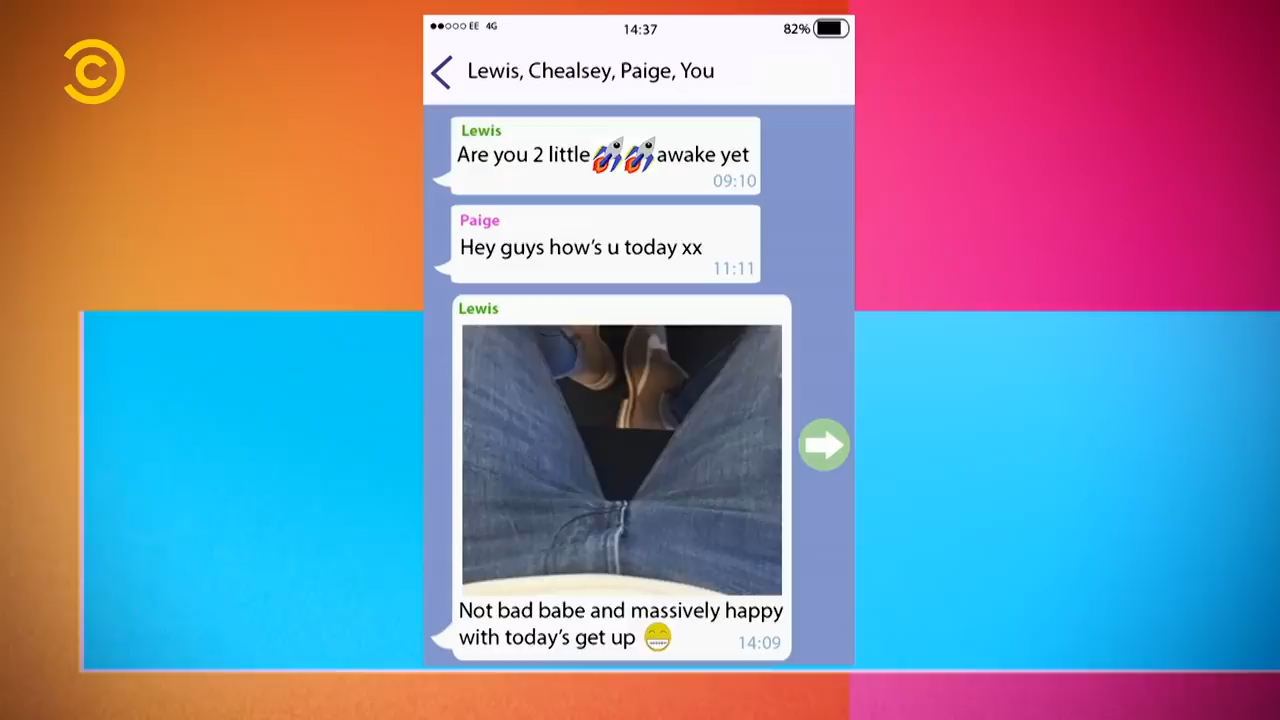 EE 4G
14:37
82%
Lewis, Chealsey, Paige, You
Lewis
Are you 2 little🚀🚀awake yet
09:10
Paige
Hey guys how's u today xx
11:11
Lewis
Not bad babe and massively happy
with today's get up 😁
14:09